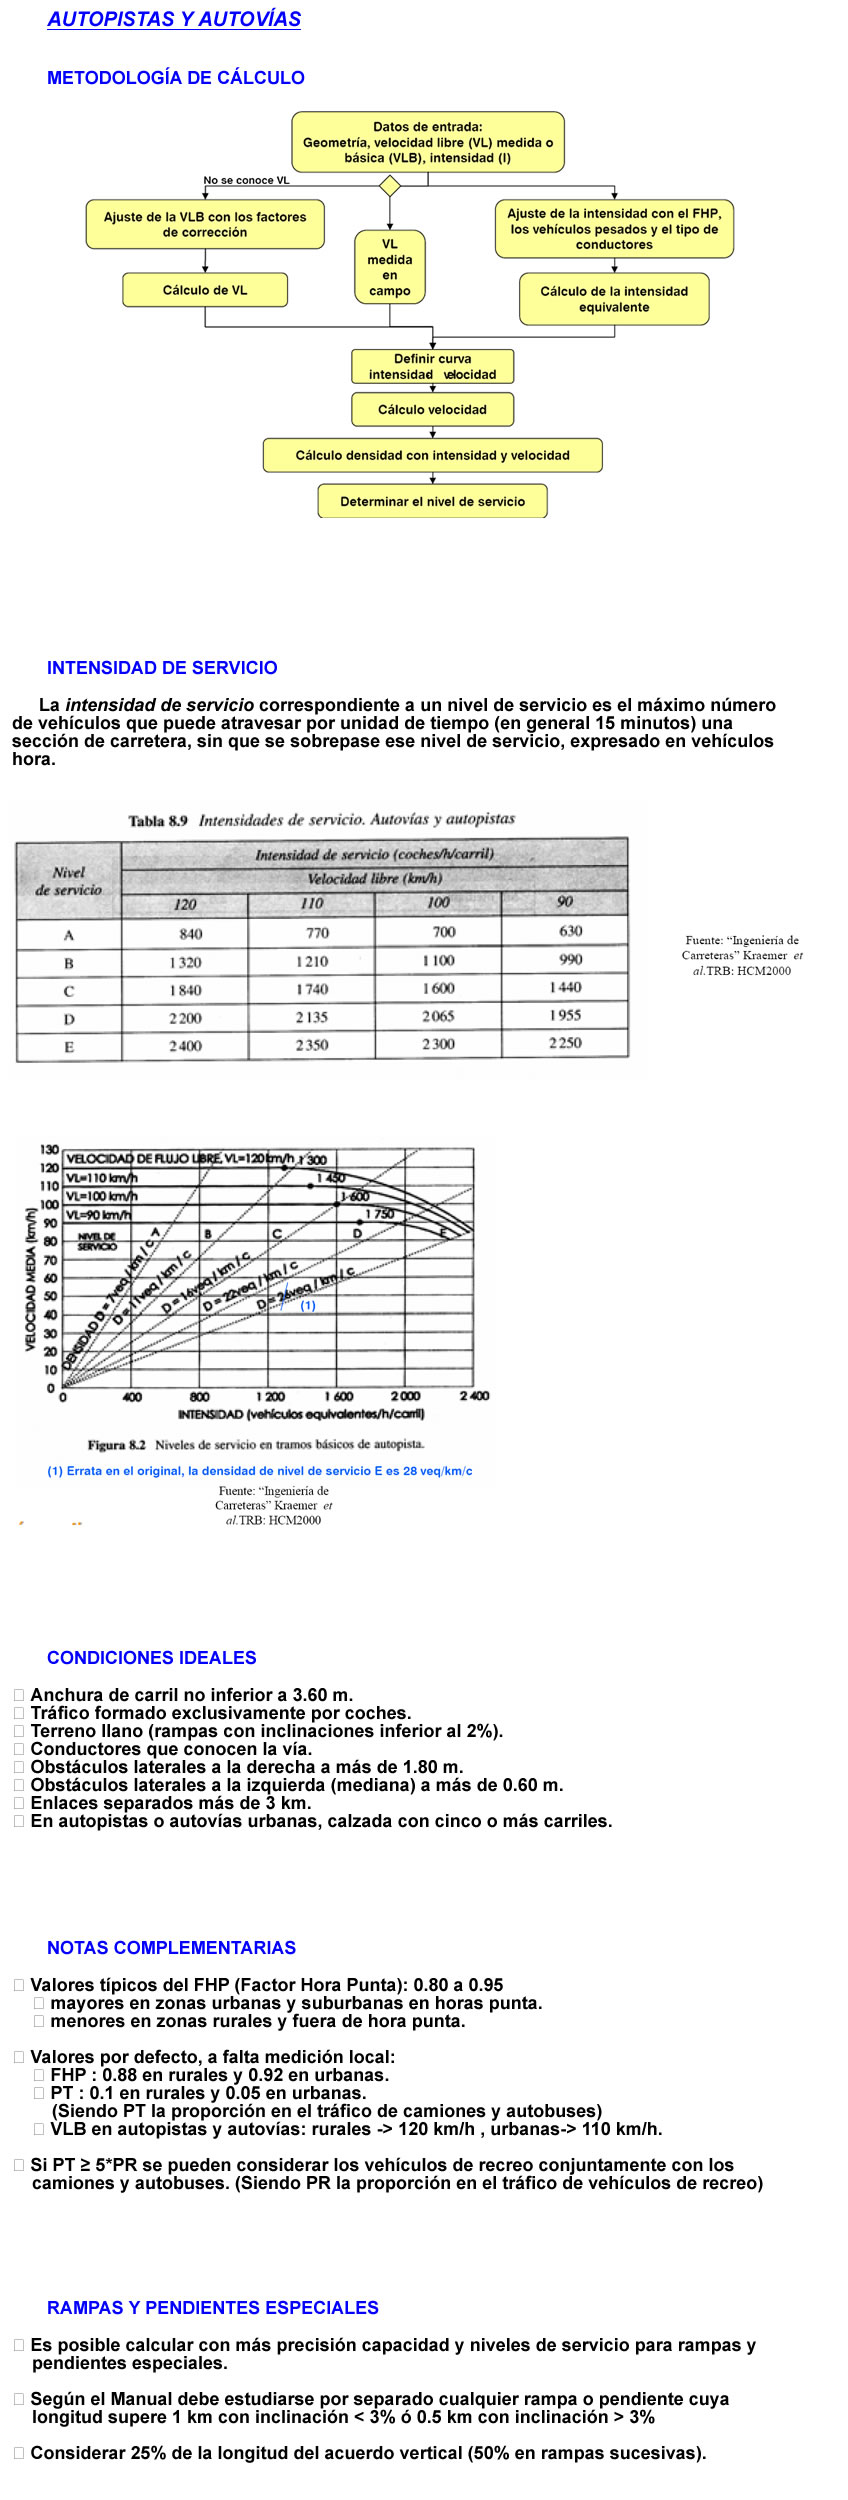 AUTOPISTAS Y AUTOVÍAS
METODOLOGÍA DE CÁLCULO
Datos de entrada:
Geometría, velocidad libre (VL) medida o
básica (VLB), intensidad (I)
No se conoce VL
Ajuste de la VLB con los factores
de corrección
VL
medida
en
campo
Ajuste de la intensidad con el FHP,
los vehículos pesados y el tipo de
conductores
Cálculo de VL
Cálculo de la intensidad
equivalente
Definir curva
intensidad velocidad
Cálculo velocidad
Cálculo densidad con intensidad y velocidad
Determinar el nivel de servicio
INTENSIDAD DE SERVICIO
La intensidad de servicio correspondiente a un nivel de servicio es el máximo número
de vehículos que puede atravesar por unidad de tiempo (en general 15 minutos) una
sección de carretera, sin que se sobrepase ese nivel de servicio, expresado en vehículos
hora.
Tabla 8.9 Intensidades de servicio. Autovías y autopistas
Nivel
de servicio
Intensidad de servicio (coches/h/carril)
Velocidad libre (km/h)
120 110 100 90
A 840 770 700 630
B 1 320 1 210 1 100 990
C 1 840 1 740 1 600 1 440
D 2 200 2 135 2 065 1 955
E 2 400 2 350 2 300 2 250
Fuente: “Ingeniería de
Carreteras” Kraemer et
al.TRB: HCM2000
VELOCIDAD MEDIA (km/h)
130
120
110
100
90
80
70
60
50
40
30
20
10
0
VELOCIDAD DE FLUJO LIBRE, VL=120km/h 1 300
VL=110 km/h 1 450
VL=100 km/h 1 600
VL=90 km/h 1 750
NIVEL DE
SERVICIO
A B C D E
DENSIDAD D = 7veq / km / c
D = 11veq / km / c
D = 16veq / km / c
D = 22veq / km / c
D = 26veq / km / c
(1)
0 400 800 1 200 1 600 2 000 2 400
INTENSIDAD (vehículos equivalentes/h/carril)
Figura 8.2 Niveles de servicio en tramos básicos de autopista.
(1) Errata en el original, la densidad de nivel de servicio E es 28 veq/km/c
Fuente: “Ingeniería de
Carreteras” Kraemer et
al.TRB: HCM2000
CONDICIONES IDEALES
Anchura de carril no inferior a 3.60 m.
Tráfico formado exclusivamente por coches.
Terreno llano (rampas con inclinaciones inferior al 2%).
Conductores que conocen la vía.
Obstáculos laterales a la derecha a más de 1.80 m.
Obstáculos laterales a la izquierda (mediana) a más de 0.60 m.
Enlaces separados más de 3 km.
En autopistas o autovías urbanas, calzada con cinco o más carriles.
NOTAS COMPLEMENTARIAS
Valores típicos del FHP (Factor Hora Punta): 0.80 a 0.95
mayores en zonas urbanas y suburbanas en horas punta.
menores en zonas rurales y fuera de hora punta.
Valores por defecto, a falta medición local:
FHP : 0.88 en rurales y 0.92 en urbanas.
PT : 0.1 en rurales y 0.05 en urbanas.
(Siendo PT la proporción en el tráfico de camiones y autobuses)
VLB en autopistas y autovías: rurales -> 120 km/h , urbanas-> 110 km/h.
Si PT ≥ 5*PR se pueden considerar los vehículos de recreo conjuntamente con los
camiones y autobuses. (Siendo PR la proporción en el tráfico de vehículos de recreo)
RAMPAS Y PENDIENTES ESPECIALES
Es posible calcular con más precisión capacidad y niveles de servicio para rampas y
pendientes especiales.
Según el Manual debe estudiarse por separado cualquier rampa o pendiente cuya
longitud supere 1 km con inclinación < 3% ó 0.5 km con inclinación > 3%
Considerar 25% de la longitud del acuerdo vertical (50% en rampas sucesivas).